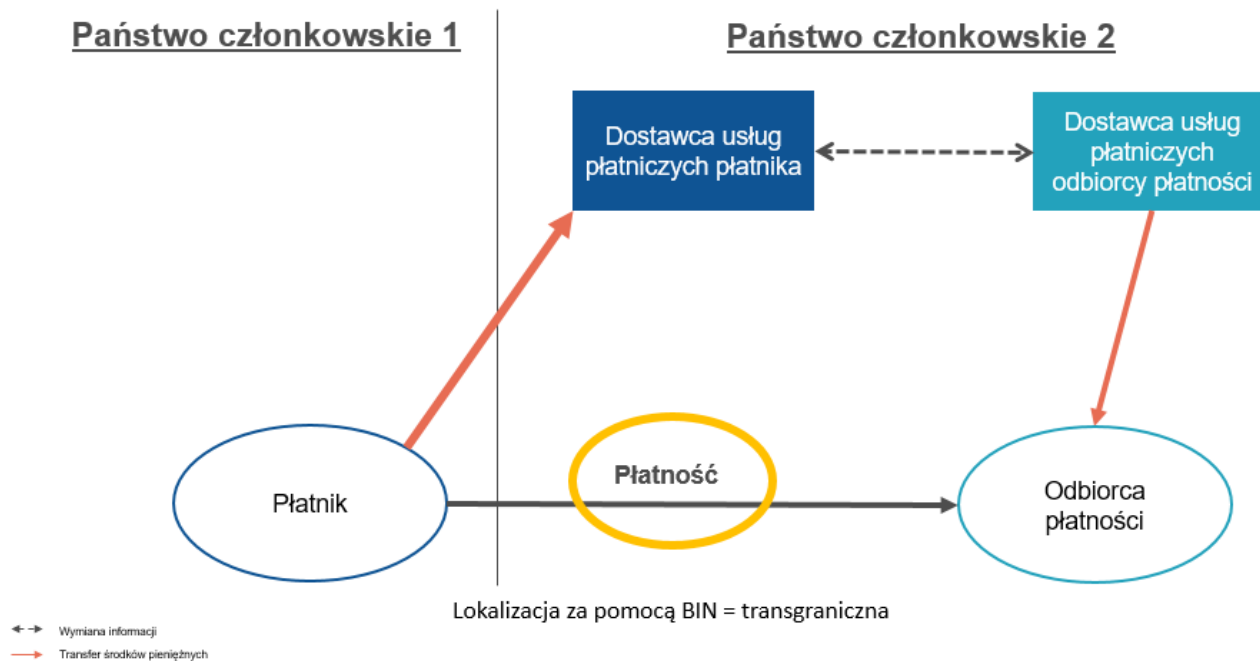 Państwo członkowskie 1
Państwo członkowskie 2
Dostawca usług
płatniczych płatnika
Dostawca usług
płatniczych
odbiorcy płatności
Płatność
Płatnik
Odbiorca
płatności
Lokalizacja za pomocą BIN = transgraniczna
Wymiana informacji
Transfer środków pieniężnych